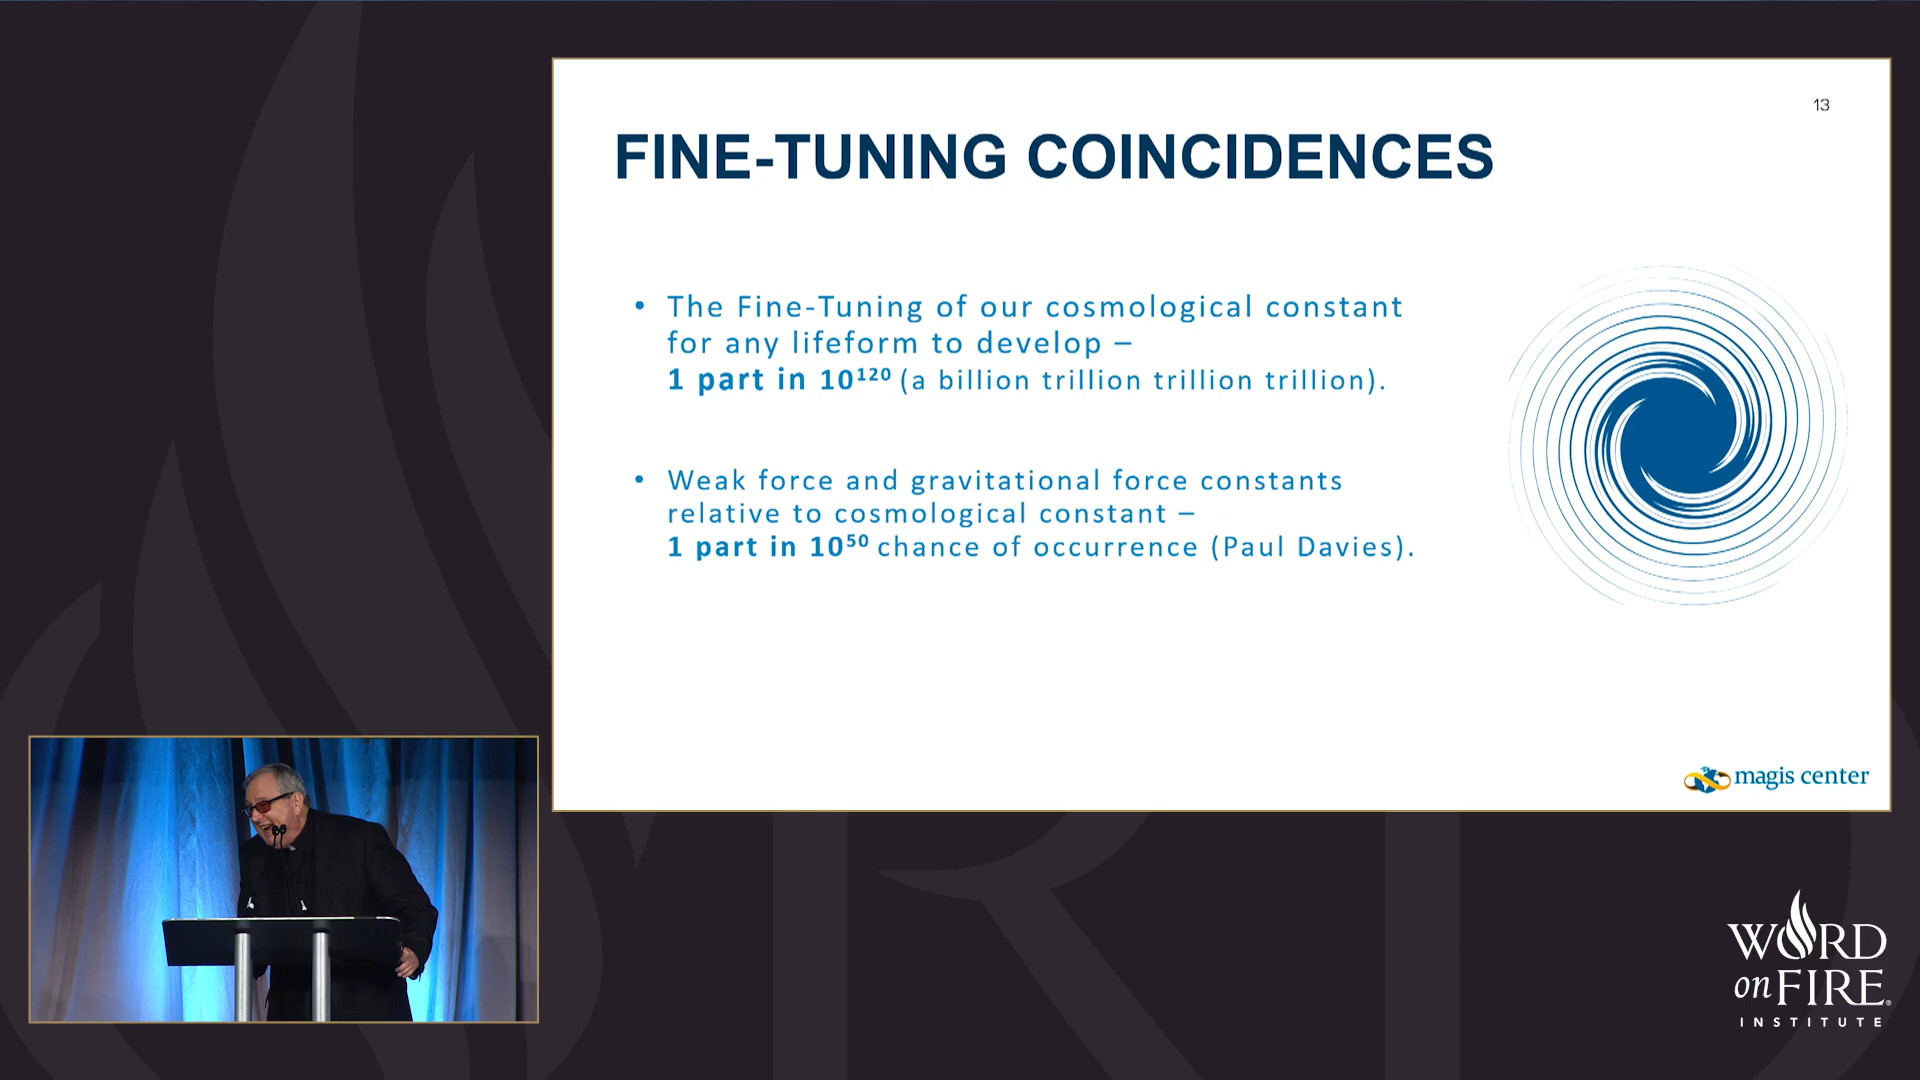 13
FINE-TUNING COINCIDENCES
• The Fine-Tuning of our cosmological constant
for any lifeform to develop –
1 part in 10¹²⁰ (a billion trillion trillion trillion).
• Weak force and gravitational force constants
relative to cosmological constant –
1 part in 10⁵⁰ chance of occurrence (Paul Davies).
magis center
WORD
on FIRE®
INSTITUTE